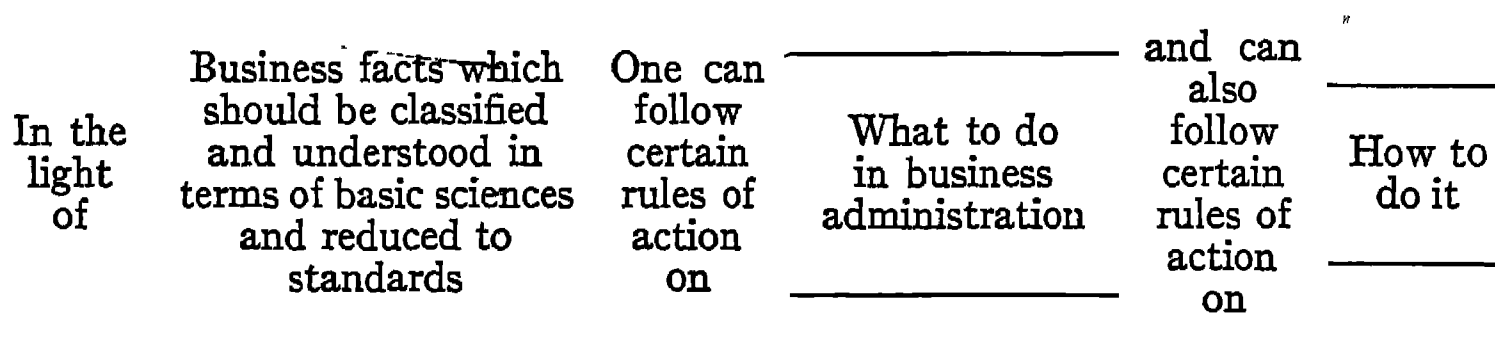 In the
light
of
Business facts which
should be classified
and understood in
terms of basic sciences
and reduced to
standards
One can
follow
certain
rules of
action
on
What to do
in business
administration
and can
also
follow
certain
rules of
action
on
How to
do it